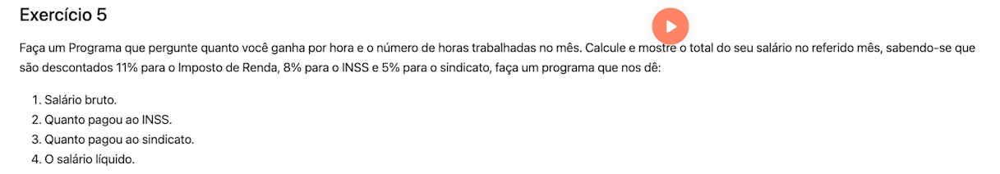 Exercício 5
Faça um Programa que pergunte quanto você ganha por hora e o número de horas trabalhadas no mês. Calcule e mostre o total do seu salário no referido mês, sabendo-se que
são descontados 11% para o Imposto de Renda, 8% para o INSS e 5% para o sindicato, faça um programa que nos dê:
1. Salário bruto.
2. Quanto pagou ao INSS.
3. Quanto pagou ao sindicato.
4. O salário líquido.